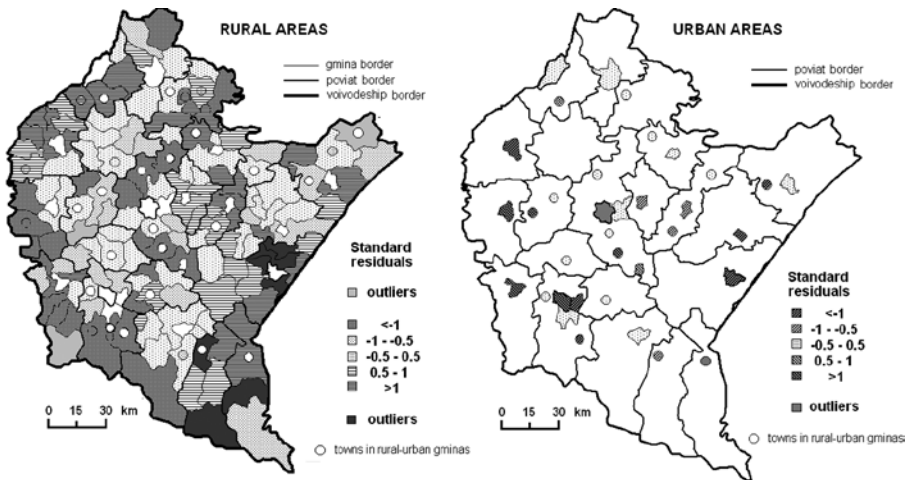 RURAL AREAS
gmina border
poviat border
voivodeship border
Standard
residuals
outliers
<-1
-1 - -0.5
-0.5 - 0.5
0.5 - 1
>1
outliers
0 15 30 km
towns in rural-urban gminas
URBAN AREAS
poviat border
voivodeship border
Standard
residuals
<-1
-1 - -0.5
-0.5 - 0.5
0.5 - 1
>1
outliers
0 15 30 km
towns in rural-urban gminas